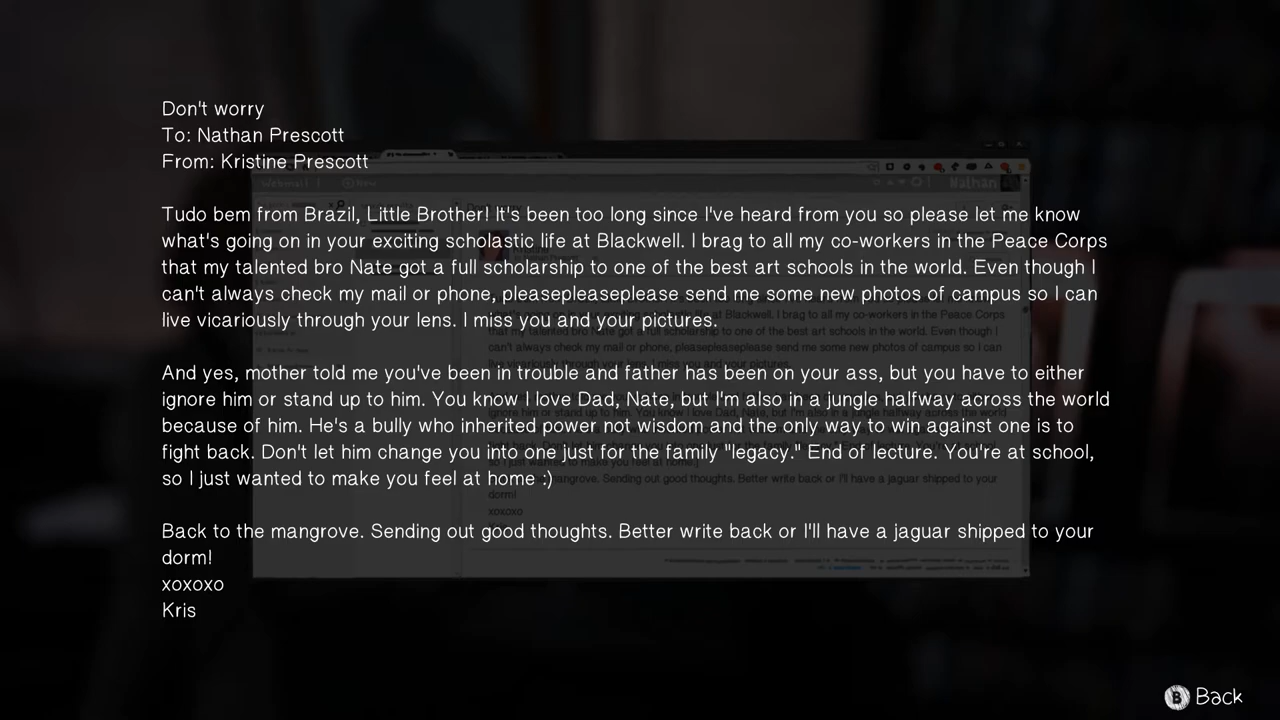 Don't worry
To: Nathan Prescott
From: Kristine Prescott
Tudo bem from Brazil, Little Brother! It's been too long since I've heard from you so please let me know
what's going on in your exciting scholastic life at Blackwell. I brag to all my co-workers in the Peace Corps
that my talented bro Nate got a full scholarship to one of the best art schools in the world. Even though I
can't always check my mail or phone, pleasepleaseplease send me some new photos of campus so I can
live vicariously through your lens. I miss you and your pictures.
And yes, mother told me you've been in trouble and father has been on your ass, but you have to either
ignore him or stand up to him. You know I love Dad, Nate, but I'm also in a jungle halfway across the world
because of him. He's a bully who inherited power not wisdom and the only way to win against one is to
fight back. Don't let him change you into one just for the family "legacy." End of lecture. You're at school,
so I just wanted to make you feel at home :)
Back to the mangrove. Sending out good thoughts. Better write back or I'll have a jaguar shipped to your
dorm!
xoxoxo
Kris
B Back